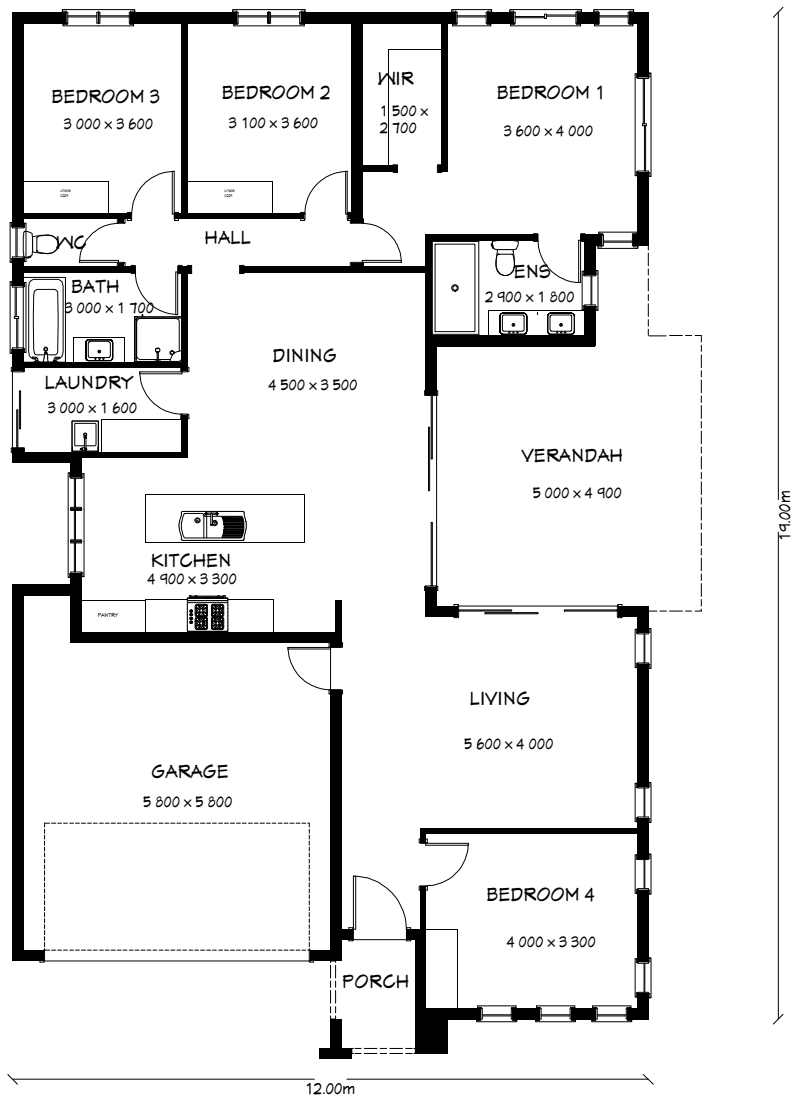 BEDROOM 3
3 000 x 3 600
BEDROOM 2
3 100 x 3 600
WIR
1 500 x
2 700
BEDROOM 1
3 600 x 4 000
WC
HALL
BATH
3 000 x 1 700
ENS
2 900 x 1 800
DINING
4 500 x 3 500
LAUNDRY
3 000 x 1 600
VERANDAH
5 000 x 4 900
19.00m
KITCHEN
4 900 x 3 300
PANTRY
LIVING
5 600 x 4 000
GARAGE
5 800 x 5 800
BEDROOM 4
4 000 x 3 300
PORCH
12.00m